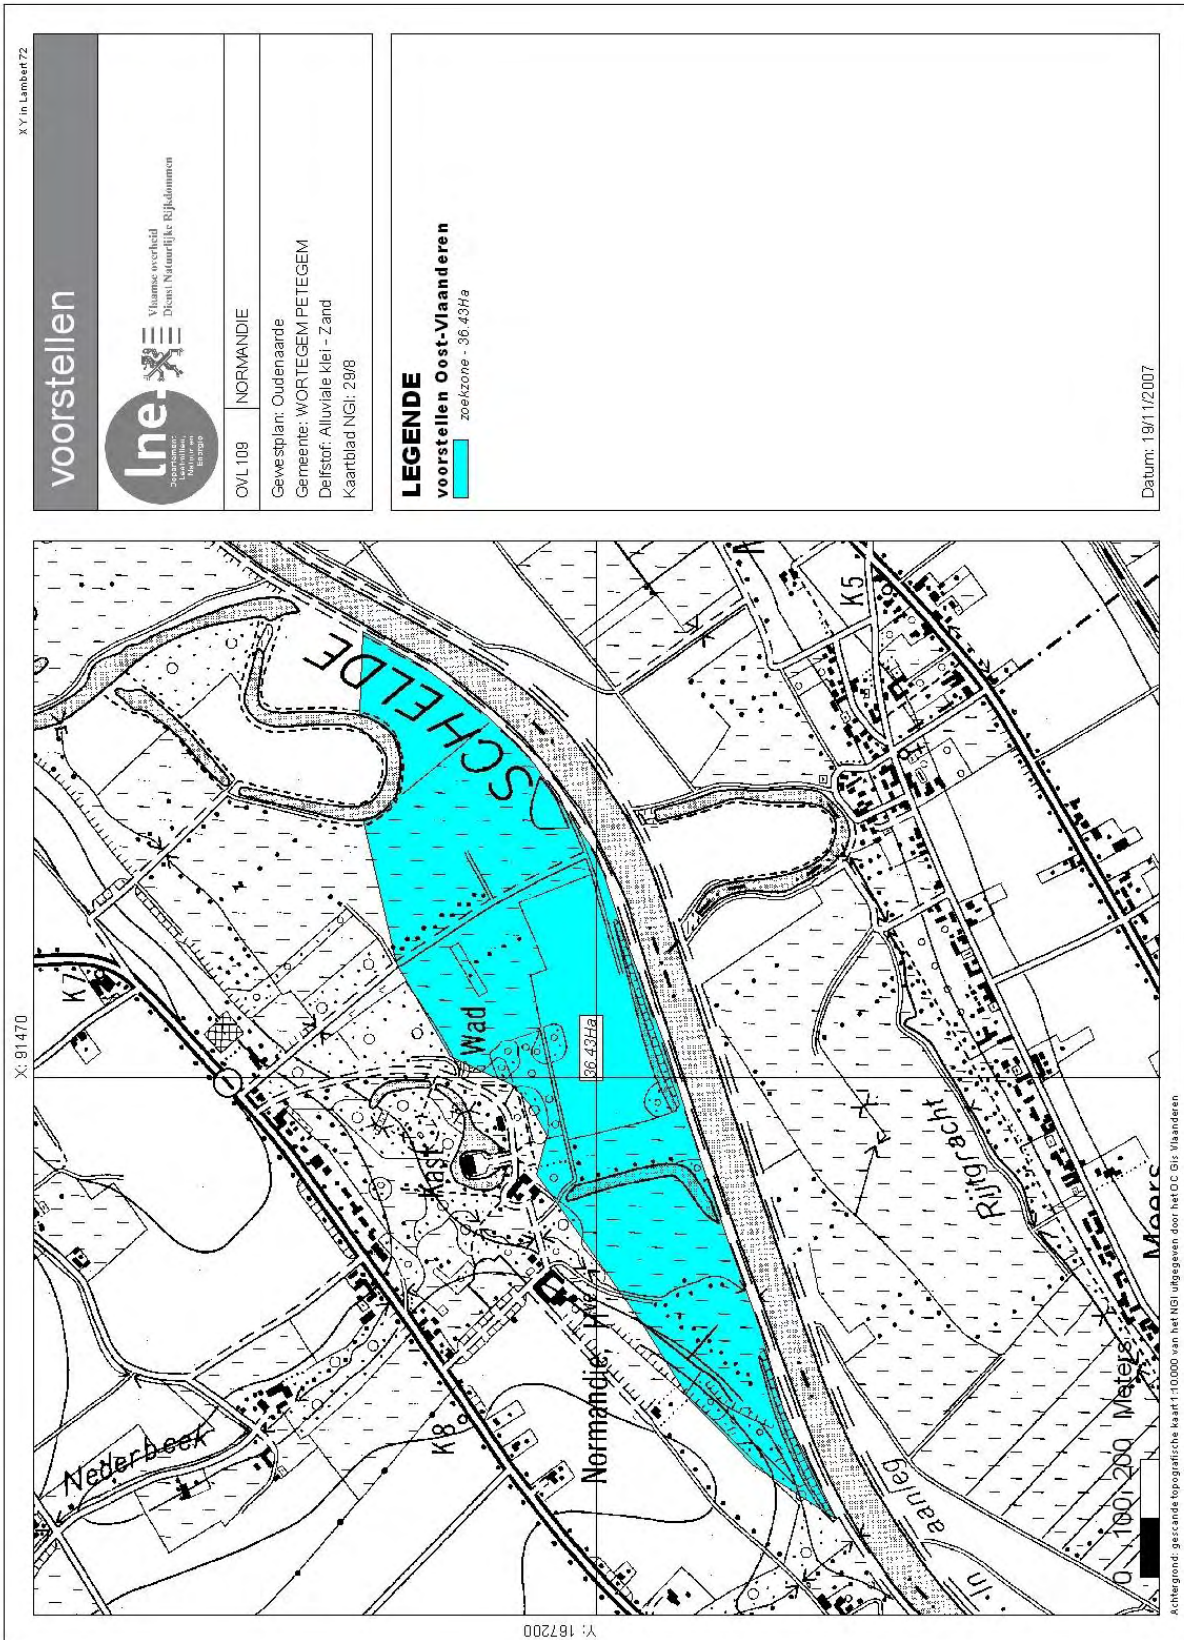 X Y in Lambert 72
voorstellen
lne
Departement
Leefmilieu,
Natuur en
Energie
Vlaamse overheid
Dienst Natuurlijke Rijkdommen
OVL 109
NORMANDIE
Gewestplan: Oudenaarde
Gemeente: WORTEGEM PETEGEM
Delfstof: Alluviale klei - Zand
Kaartblad NGI: 29/8
LEGENDE
voorstellen Oost-Vlaanderen
zoekzone - 36.43Ha
Datum: 19/11/2007
X: 91470
Y: 167200
Nederbeek
K7
K8
Kast
Wad
Normandie
SCHELDE
36.43Ha
K5
Rijtgracht
Meers
In aanleg
0 100 200 Meters
Achtergrond: gescande topografische kaart 1:10.000 van het NGI uitgegeven door het OC Gis Vlaanderen